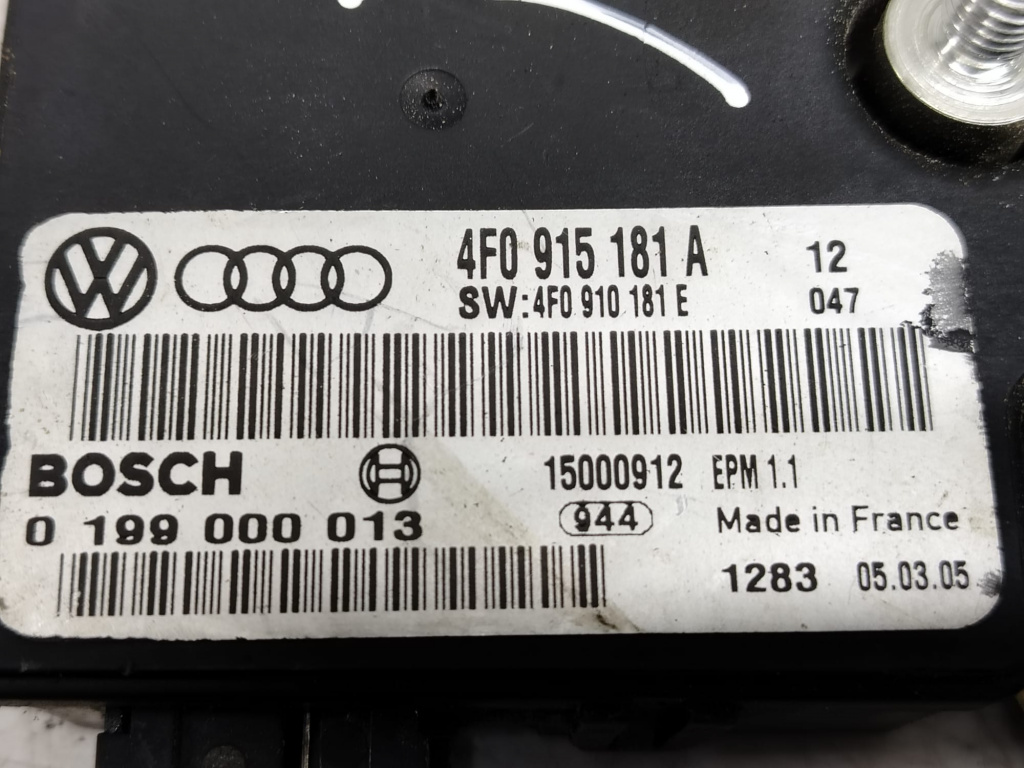 4F0 915 181 A 12
SW:4F0 910 181 E 047
BOSCH 15000912 EPM 1.1
0 199 000 013 944 Made in France
1283 05.03.05